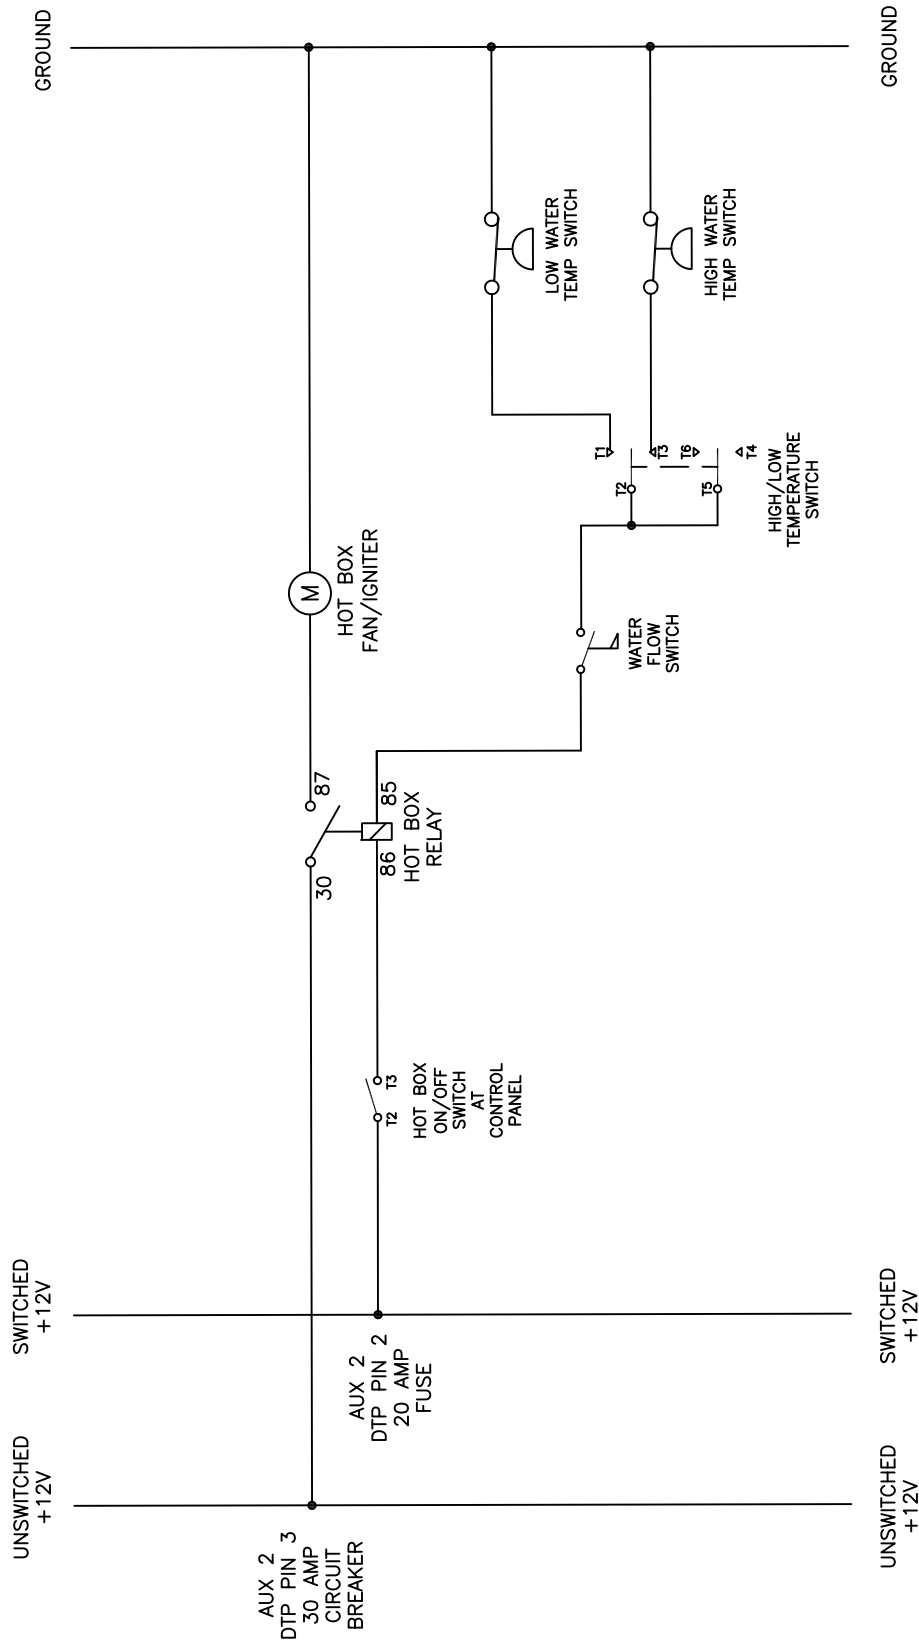 UNSWITCHED
+12V
SWITCHED
+12V
GROUND
AUX 2
DTP PIN 3
30 AMP
CIRCUIT
BREAKER
30
87
HOT BOX
FAN/IGNITER
M
AUX 2
DTP PIN 2
20 AMP
FUSE
T2
T3
HOT BOX
ON/OFF
SWITCH
AT
CONTROL
PANEL
86
85
HOT BOX
RELAY
WATER
FLOW
SWITCH
LOW WATER
TEMP SWITCH
T1
T2
T3
T6
T5
T4
HIGH/LOW
TEMPERATURE
SWITCH
HIGH WATER
TEMP SWITCH
UNSWITCHED
+12V
SWITCHED
+12V
GROUND